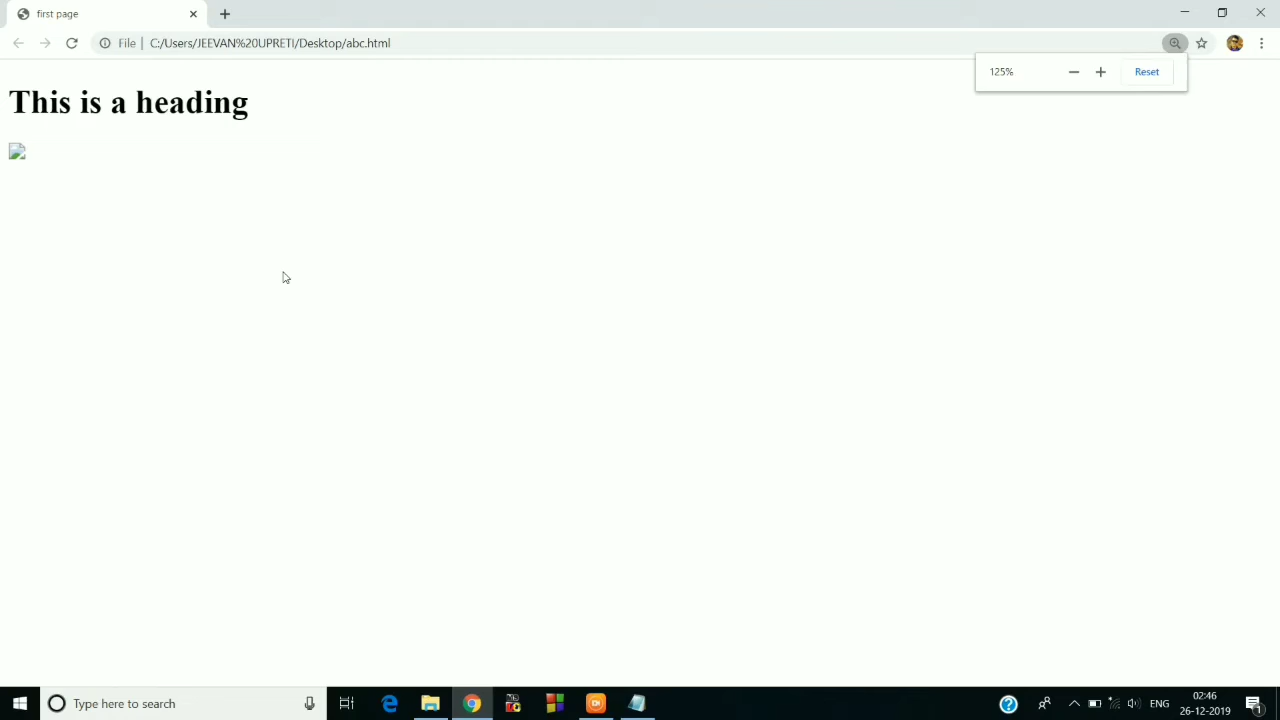 first page
File
C:/Users/JEEVAN%20UPRETI/Desktop/abc.html
125%
Reset
This is a heading
Type here to search
ENG
02:46
26-12-2019
1